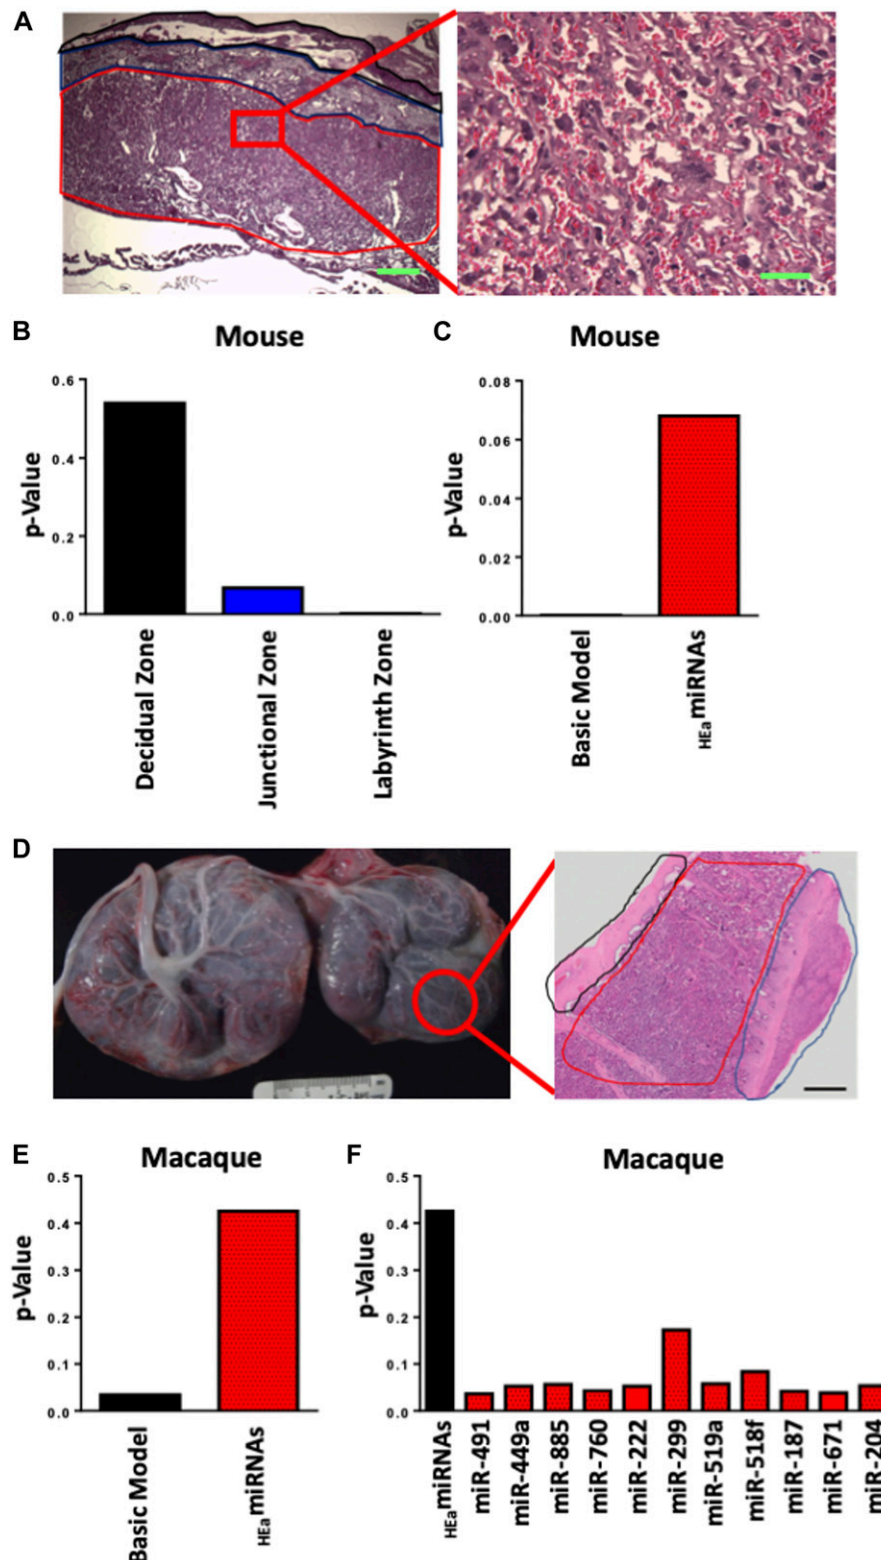 A
B
Mouse
p-Value
0.6
0.4
0.2
0.0
Decidual Zone
Junctional Zone
Labyrinth Zone
C
Mouse
p-Value
0.08
0.06
0.04
0.02
0.00
Basic Model
HEamiRNAs
D
E
Macaque
p-Value
0.5
0.4
0.3
0.2
0.1
0.0
Basic Model
HEamiRNAs
F
Macaque
p-Value
0.5
0.4
0.3
0.2
0.1
0.0
HEamiRNAs
miR-491
miR-449a
miR-885
miR-760
miR-222
miR-299
miR-519a
miR-518f
miR-187
miR-671
miR-204